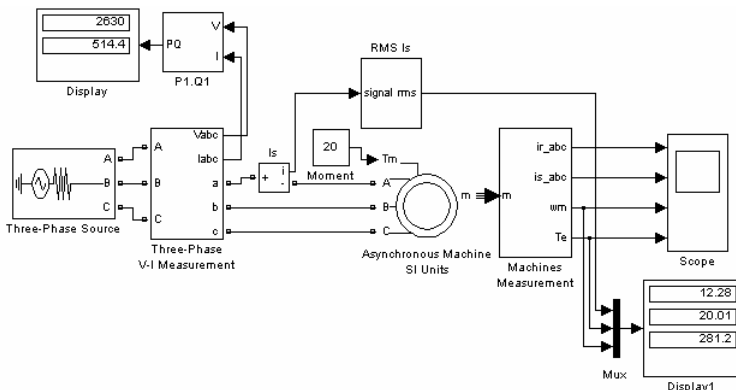 2630
514.4
Display
PQ
V
I
P1.Q1
RMS Is
signal rms
A
B
C
Three-Phase Source
A
B
C
Vabc
Iabc
a
b
c
Three-Phase
V-I Measurement
Is
+
i
-
20
Moment
Tm
A
B
C
m
Asynchronous Machine
SI Units
m
ir_abc
is_abc
wm
Te
Machines
Measurement
Scope
Mux
12.28
20.01
281.2
Display1